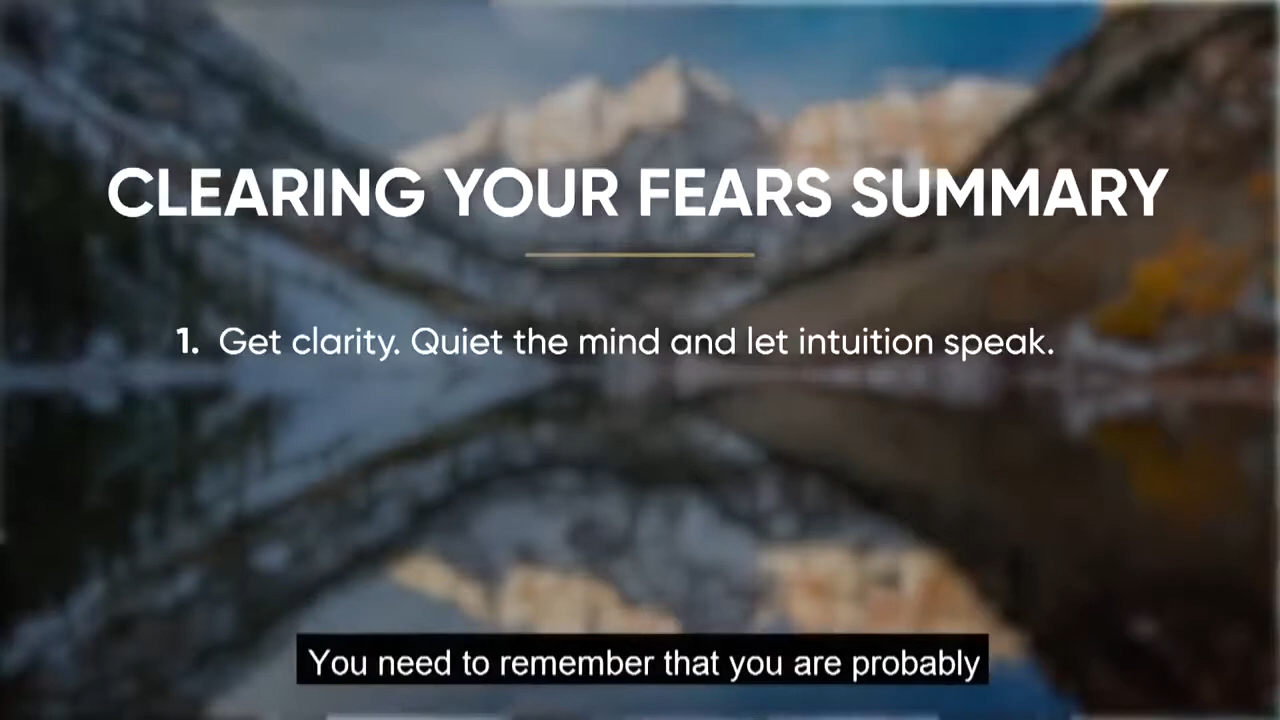 CLEARING YOUR FEARS SUMMARY
1. Get clarity. Quiet the mind and let intuition speak.
You need to remember that you are probably